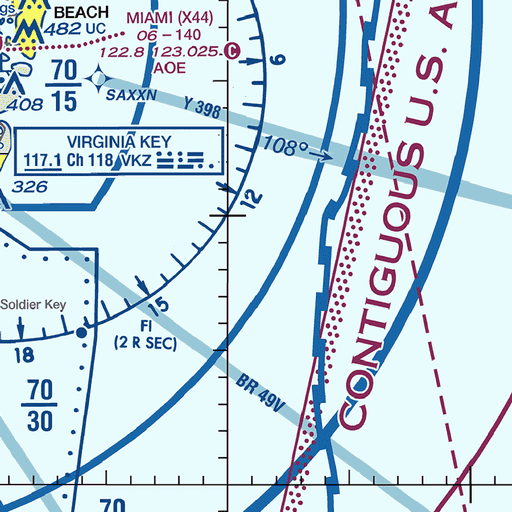 gs
BEACH
482 UC
MIAMI (X44)
06 - 140
122.8 123.025 C
AOE
70
15
408
SAXXN
Y 398
6
VIRGINIA KEY
117.1 Ch 118 VKZ
108°→
326
12
CONTIGUOUS U.S. A
Soldier Key
15
FI
(2 R SEC)
18
BR 49V
70
30
70